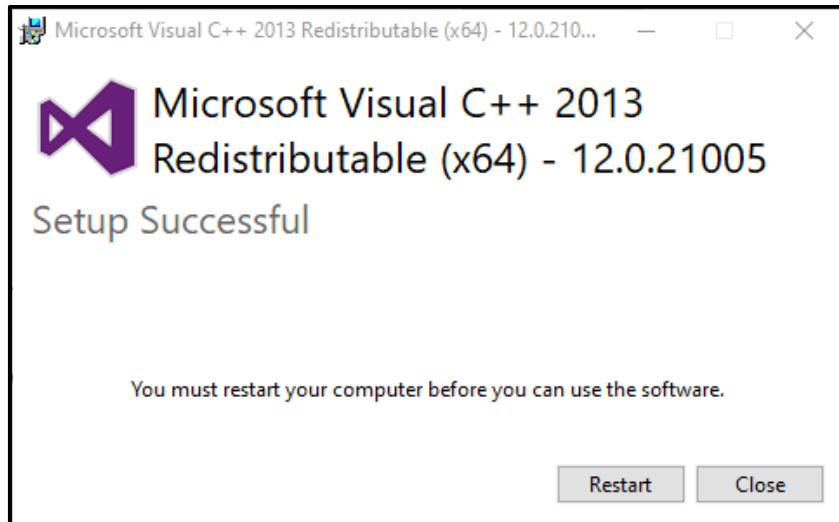 Microsoft Visual C++ 2013 Redistributable (x64) - 12.0.210...
Microsoft Visual C++ 2013
Redistributable (x64) - 12.0.21005
Setup Successful
You must restart your computer before you can use the software.
Restart Close